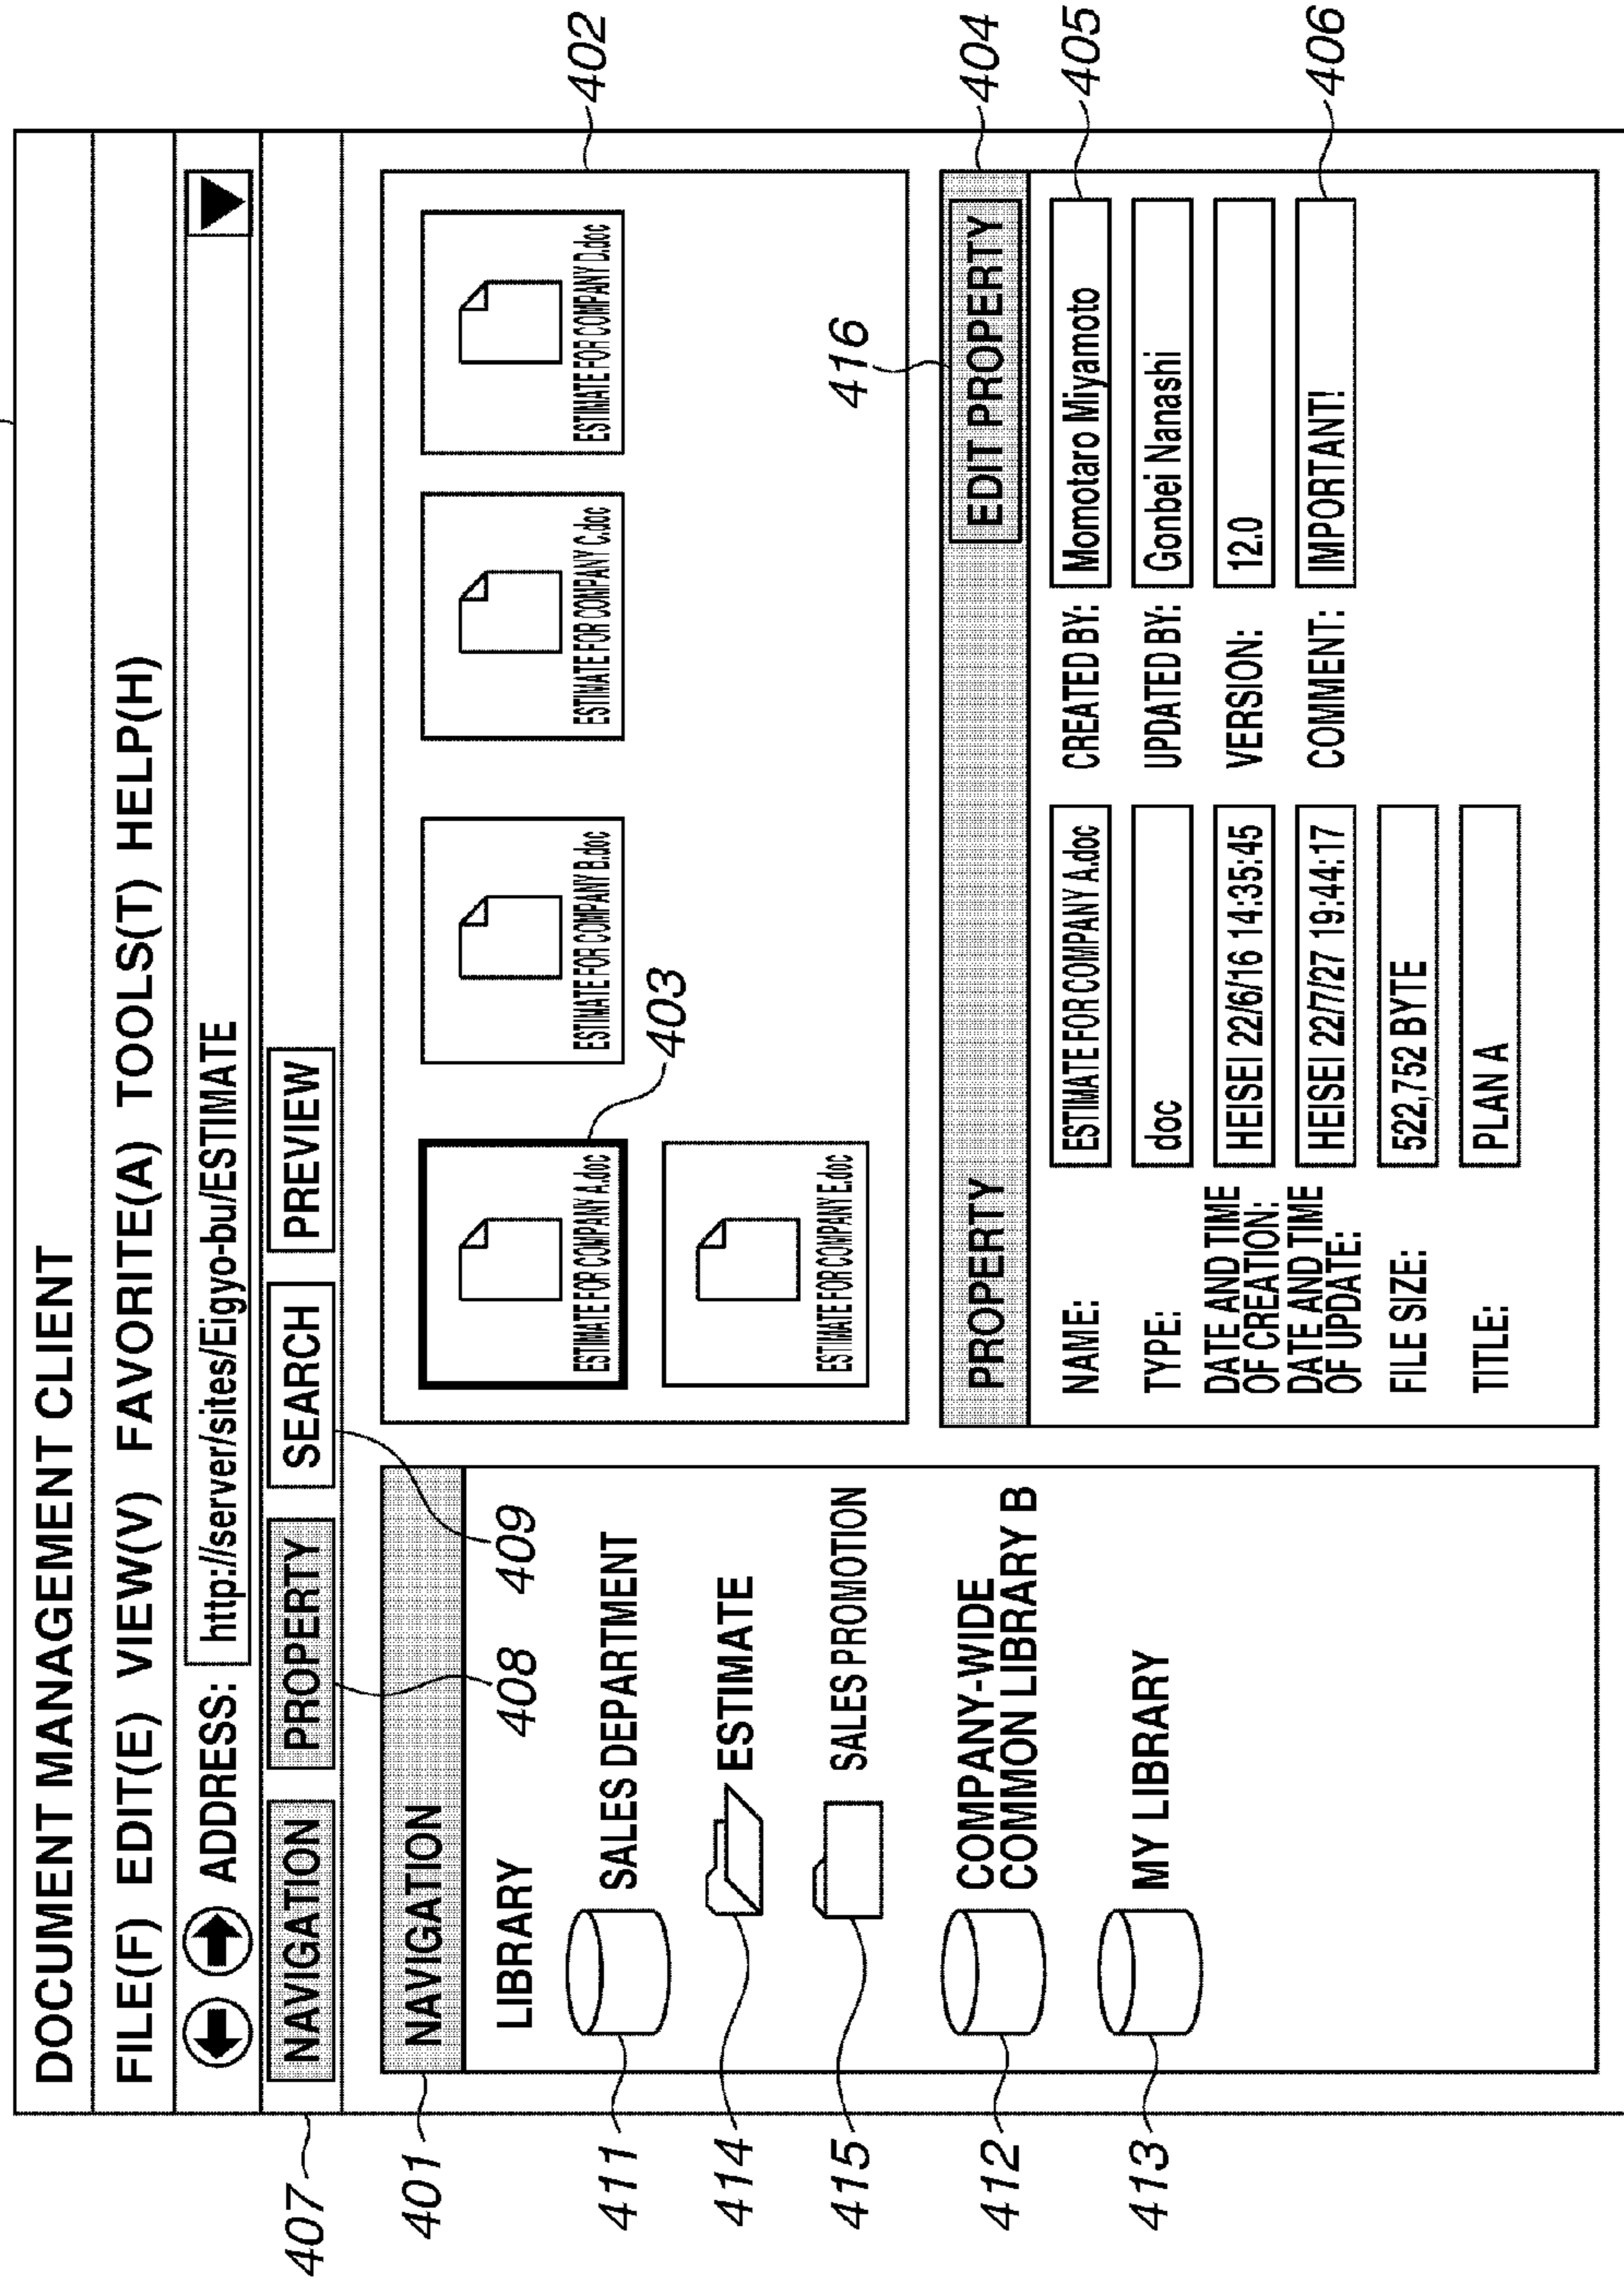 DOCUMENT MANAGEMENT CLIENT
FILE(F) EDIT(E) VIEW(V) FAVORITE(A) TOOLS(T) HELP(H)
ADDRESS: http://server/sites/Eigyo-bu/ESTIMATE
407
NAVIGATION PROPERTY SEARCH PREVIEW
401
NAVIGATION
LIBRARY
408
409
411
SALES DEPARTMENT
414
ESTIMATE
415
SALES PROMOTION
412
COMPANY-WIDE
COMMON LIBRARY B
413
MY LIBRARY
402
ESTIMATE FOR COMPANY A.doc
ESTIMATE FOR COMPANY B.doc
ESTIMATE FOR COMPANY C.doc
ESTIMATE FOR COMPANY D.doc
403
ESTIMATE FOR COMPANY E.doc
416
404
PROPERTY
EDIT PROPERTY
NAME: ESTIMATE FOR COMPANY A.doc
CREATED BY: Momotaro Miyamoto
405
TYPE: doc
UPDATED BY: Gonbei Nanashi
DATE AND TIME
OF CREATION:
HEISEI 22/6/16 14:35:45
VERSION: 12.0
DATE AND TIME
OF UPDATE:
HEISEI 22/7/27 19:44:17
COMMENT: IMPORTANT!
406
FILE SIZE: 522,752 BYTE
TITLE: PLAN A